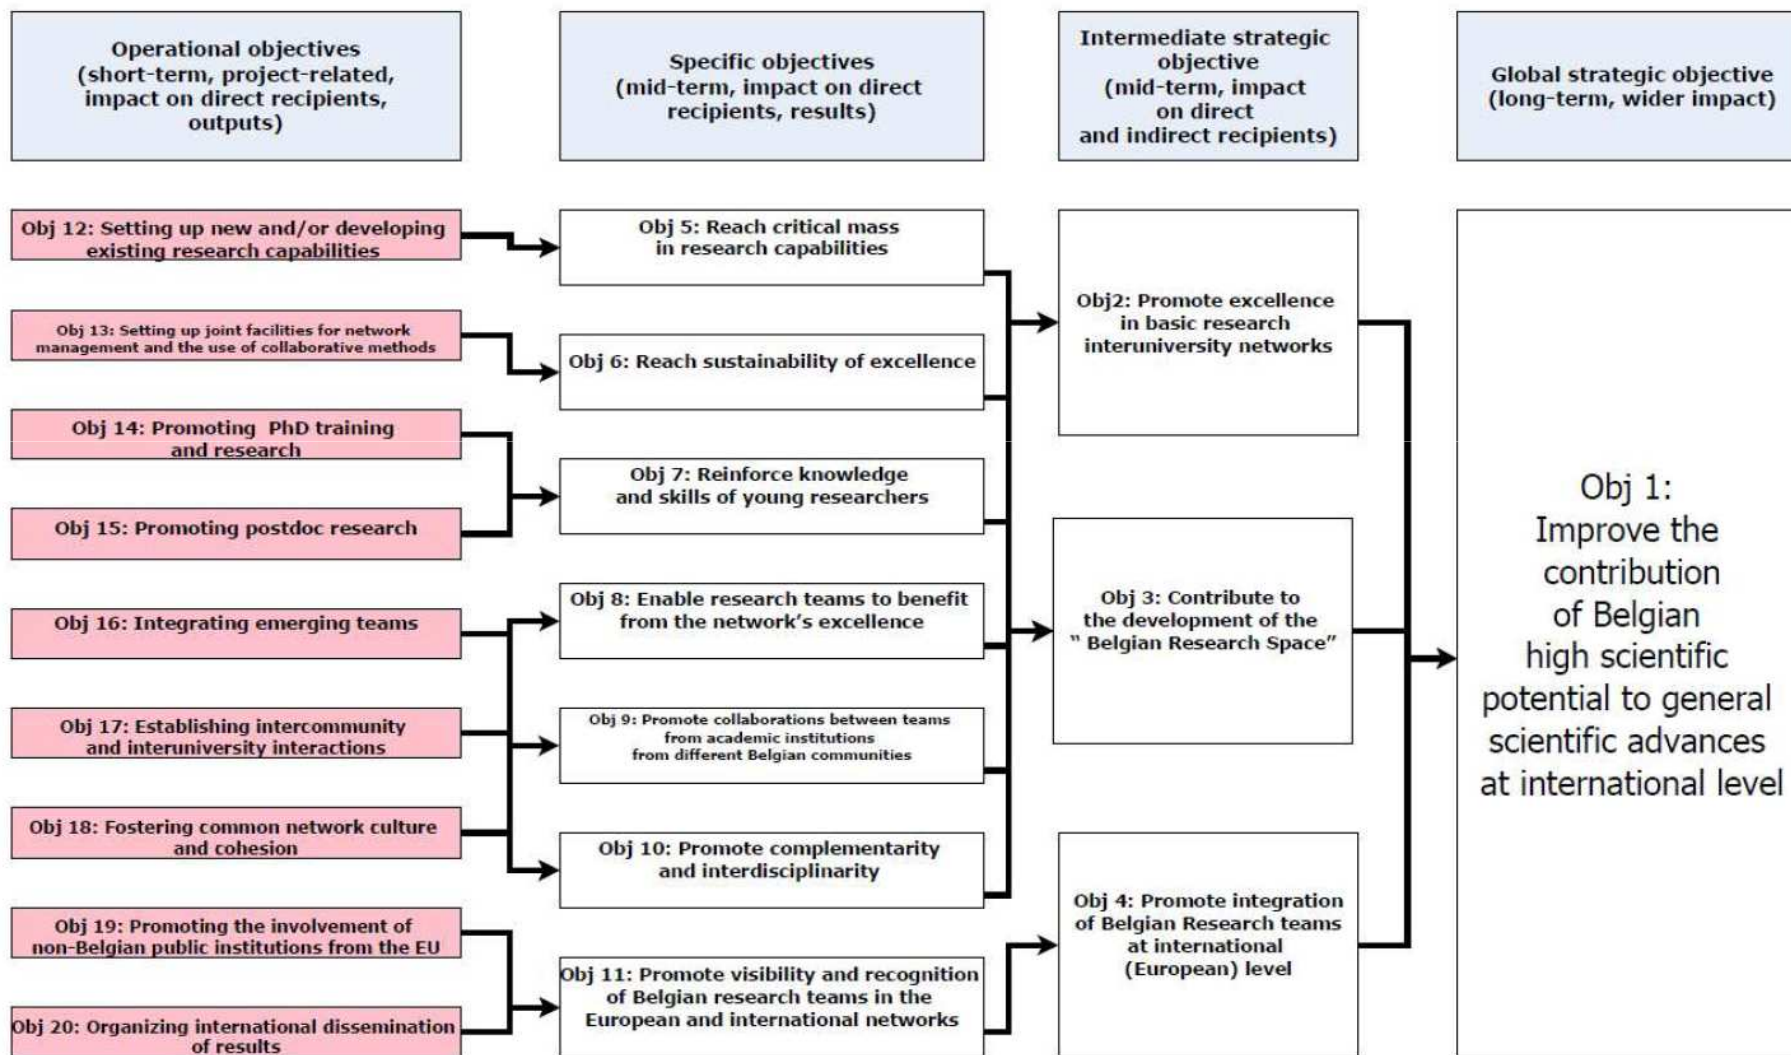 Operational objectives
(short-term, project-related,
impact on direct recipients,
outputs)
Specific objectives
(mid-term, impact on direct
recipients, results)
Intermediate strategic
objective
(mid-term, impact
on direct
and indirect recipients)
Global strategic objective
(long-term, wider impact)
Obj 12: Setting up new and/or developing
existing research capabilities
Obj 13: Setting up joint facilities for network
management and the use of collaborative methods
Obj 14: Promoting PhD training
and research
Obj 15: Promoting postdoc research
Obj 16: Integrating emerging teams
Obj 17: Establishing intercommunity
and interuniversity interactions
Obj 18: Fostering common network culture
and cohesion
Obj 19: Promoting the involvement of
non-Belgian public institutions from the EU
Obj 20: Organizing international dissemination
of results
Obj 5: Reach critical mass
in research capabilities
Obj 6: Reach sustainability of excellence
Obj 7: Reinforce knowledge
and skills of young researchers
Obj 8: Enable research teams to benefit
from the network's excellence
Obj 9: Promote collaborations between teams
from academic institutions
from different Belgian communities
Obj 10: Promote complementarity
and interdisciplinarity
Obj 11: Promote visibility and recognition
of Belgian research teams in the
European and international networks
Obj2: Promote excellence
in basic research
interuniversity networks
Obj 3: Contribute to
the development of the
" Belgian Research Space"
Obj 4: Promote integration
of Belgian Research teams
at international
(European) level
Obj 1:
Improve the
contribution
of Belgian
high scientific
potential to general
scientific advances
at international level